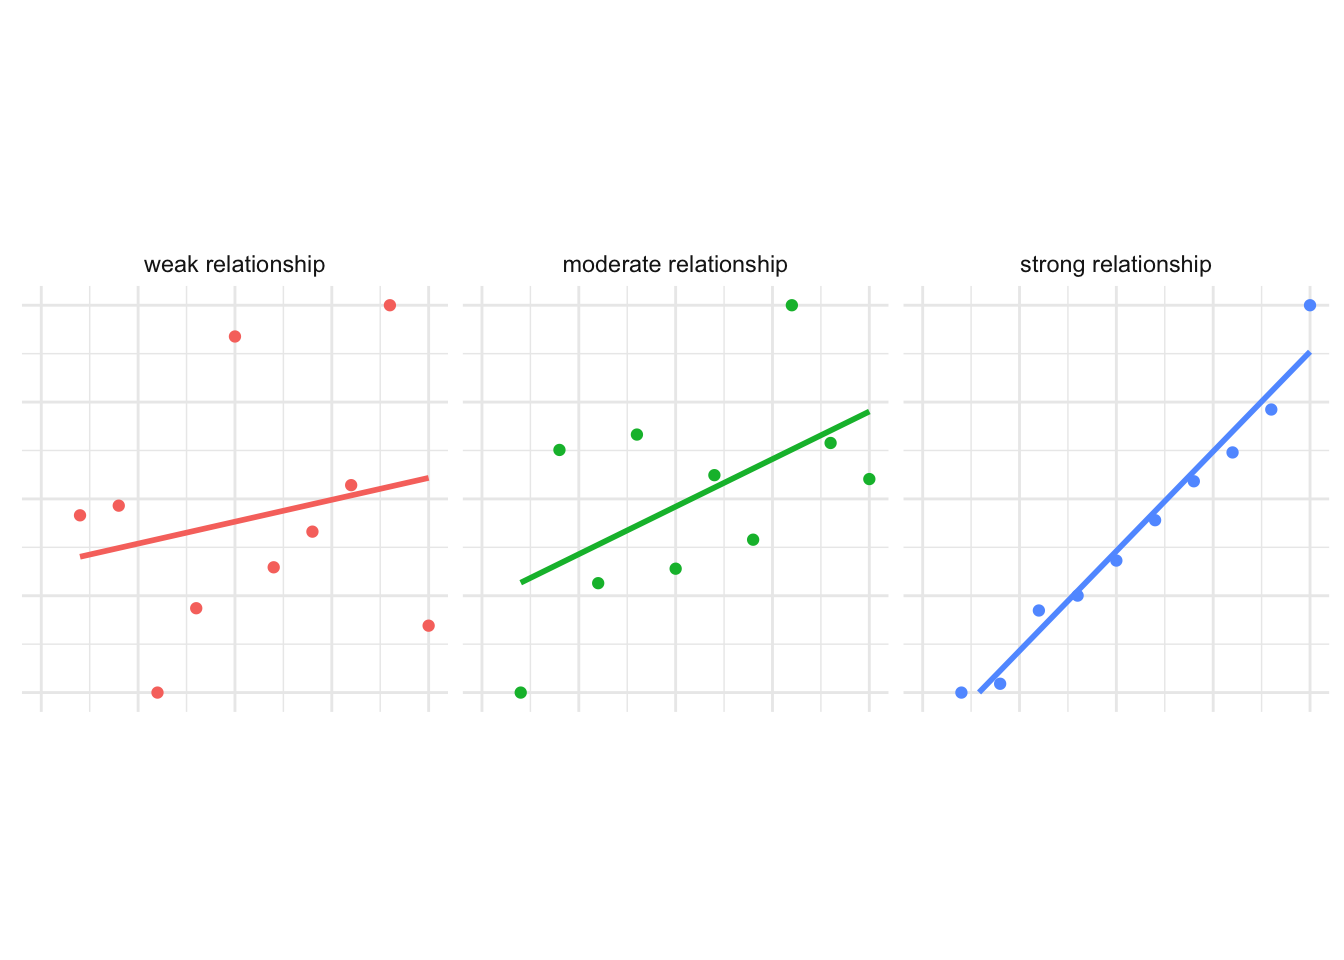 weak relationship
moderate relationship
strong relationship